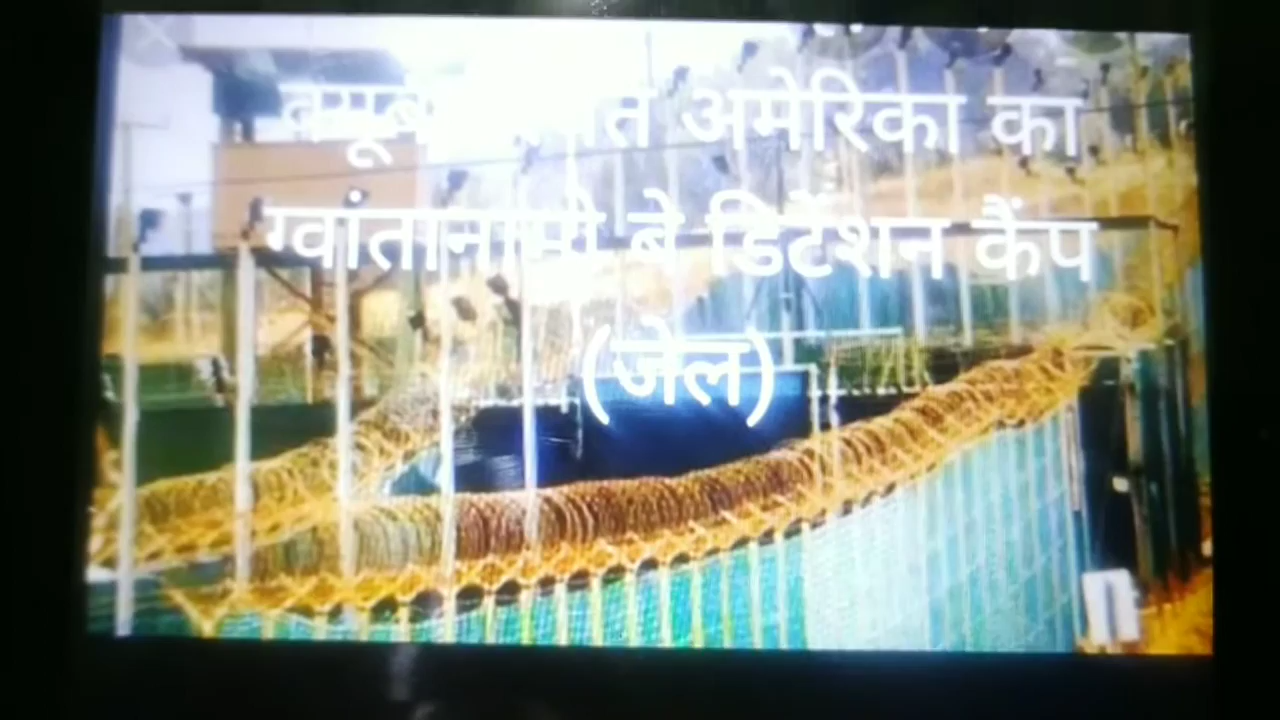 अमेरिका का
ग्वांतानामो बे डिटेंशन कैंप
(जेल)